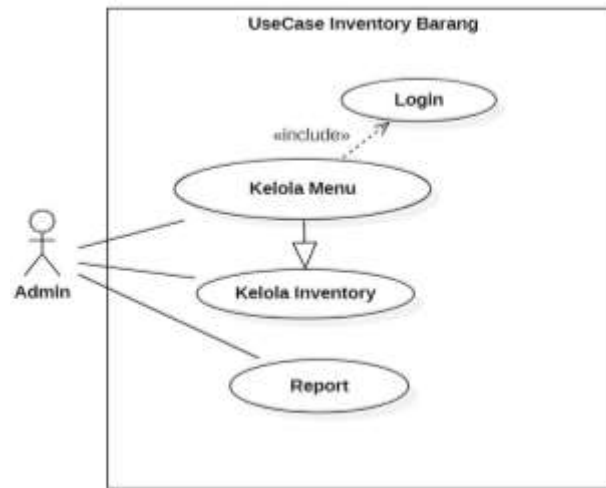 UseCase Inventory Barang
Login
«include»
Kelola Menu
Admin
Kelola Inventory
Report